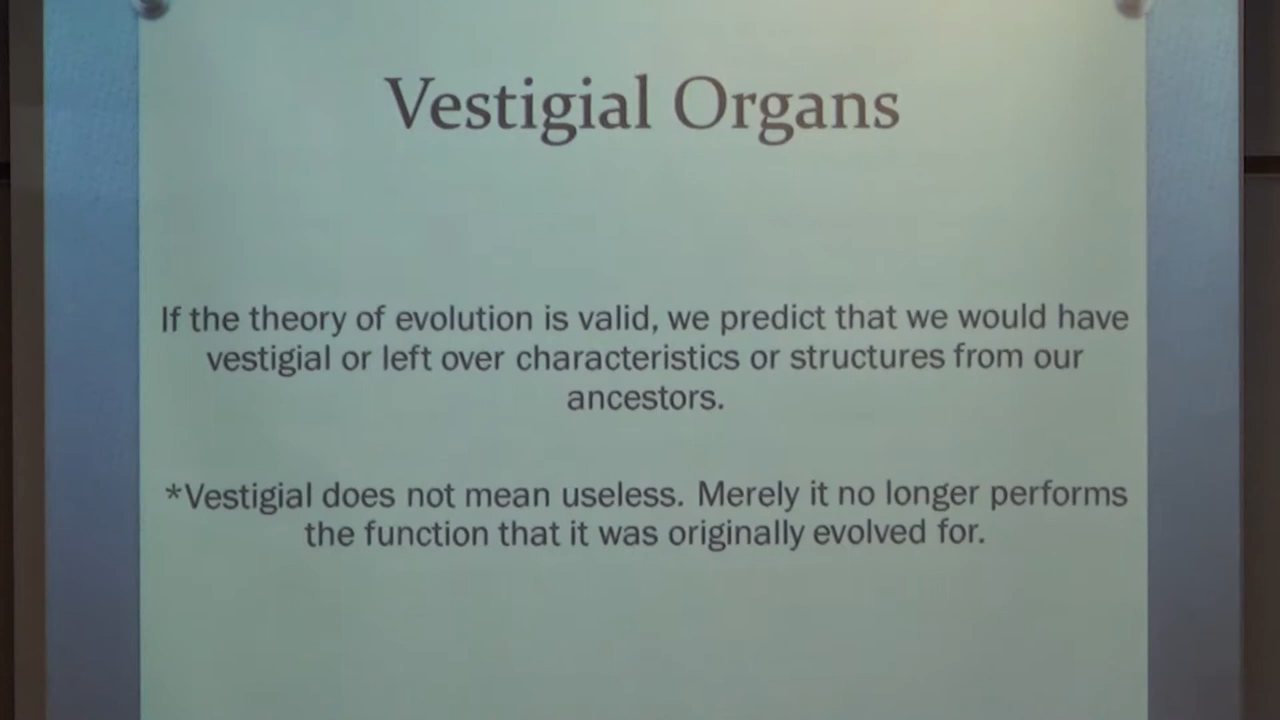 Vestigial Organs
If the theory of evolution is valid, we predict that we would have
vestigial or left over characteristics or structures from our
ancestors.
*Vestigial does not mean useless. Merely it no longer performs
the function that it was originally evolved for.